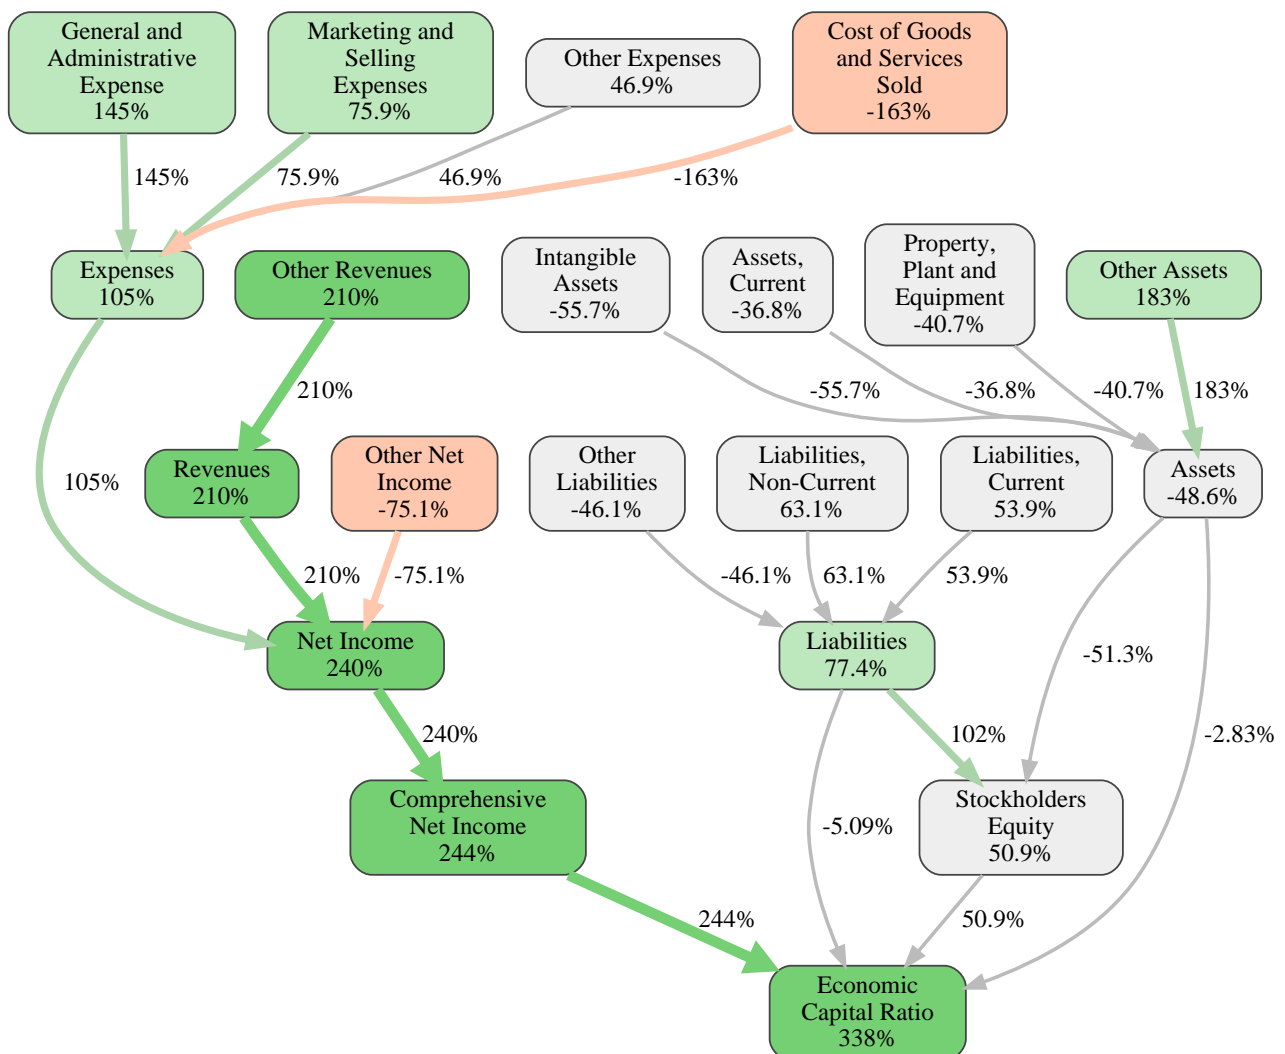 General and
Administrative
Expense
145%
Marketing and
Selling
Expenses
75.9%
Other Expenses
46.9%
Cost of Goods
and Services
Sold
-163%
145%
75.9%
46.9%
-163%
Expenses
105%
Other Revenues
210%
Intangible
Assets
-55.7%
Assets,
Current
-36.8%
Property,
Plant and
Equipment
-40.7%
Other Assets
183%
210%
-55.7%
-36.8%
-40.7%
183%
105%
Revenues
210%
Other Net
Income
-75.1%
Other
Liabilities
-46.1%
Liabilities,
Non-Current
63.1%
Liabilities,
Current
53.9%
Assets
-48.6%
210%
-75.1%
-46.1%
63.1%
53.9%
Net Income
240%
Liabilities
77.4%
-51.3%
240%
102%
-2.83%
Comprehensive
Net Income
244%
-5.09%
Stockholders
Equity
50.9%
244%
50.9%
Economic
Capital Ratio
338%